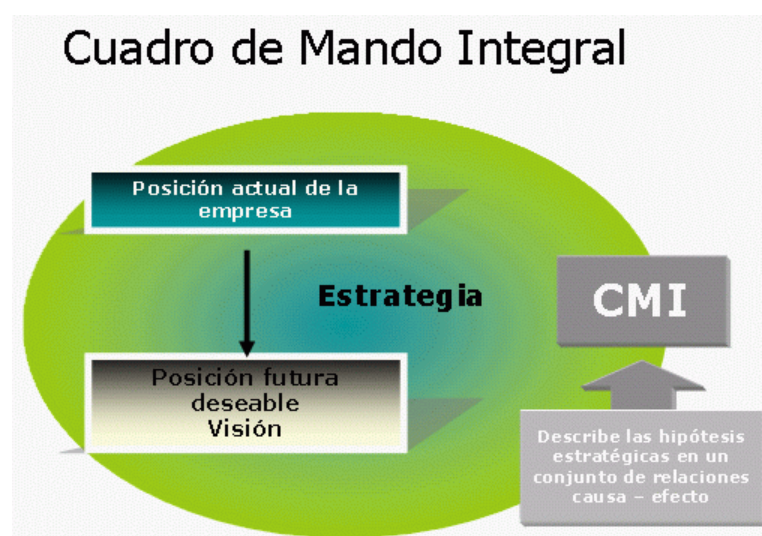 Cuadro de Mando Integral
Posición actual de la
empresa
Estrategia
CMI
Posición futura
deseable
Visión
Describe las hipótesis
estratégicas en un
conjunto de relaciones
causa – efecto